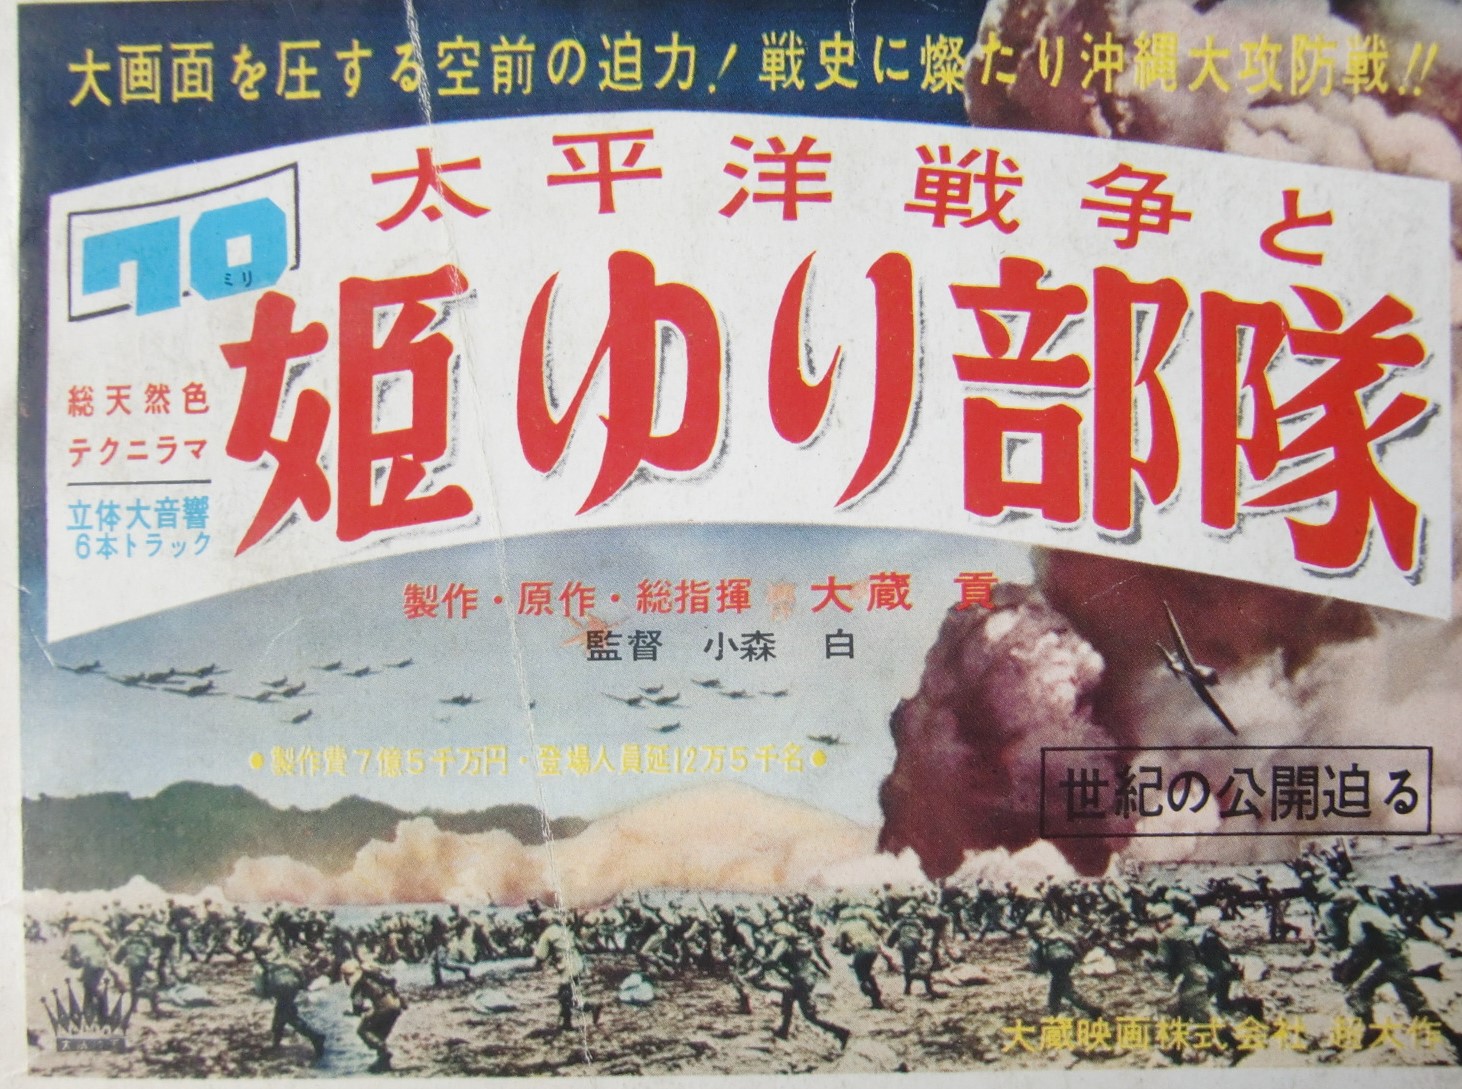 大画面を圧する空前の迫力！戦史に燦たり沖縄大攻防戦!!
太平洋戦争と
70
ミリ
姫ゆり部隊
総天然色
テクニラマ
立体大音響
6本トラック
製作・原作・総指揮 大蔵 貢
監督 小森 白
●製作費7億5千万円・登場人員延12万5千名●
世紀の公開迫る
大蔵映画株式会社 超大作